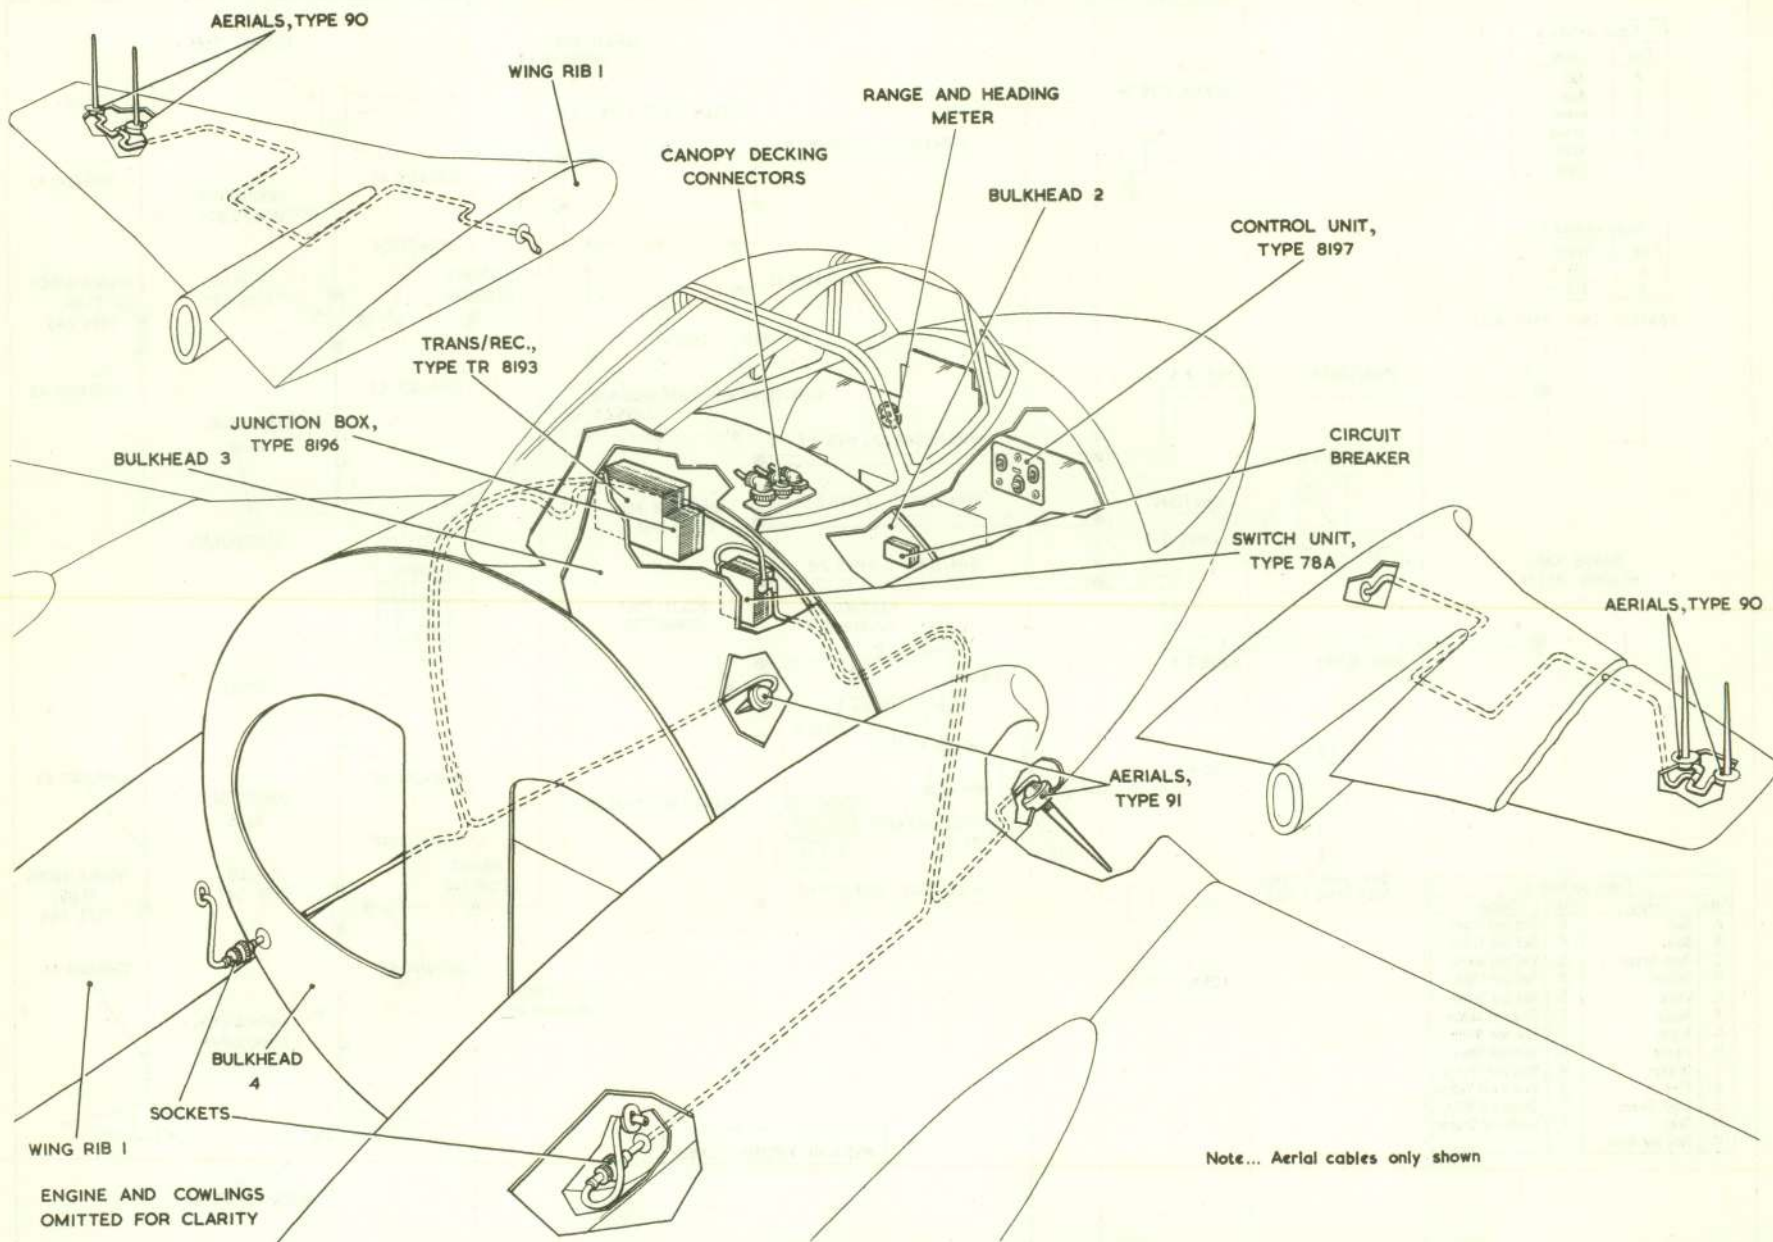 AERIALS, TYPE 90
WING RIB 1
RANGE AND HEADING
METER
CANOPY DECKING
CONNECTORS
BULKHEAD 2
CONTROL UNIT,
TYPE 8197
TRANS/REC.,
TYPE TR 8193
JUNCTION BOX,
TYPE 8196
BULKHEAD 3
CIRCUIT
BREAKER
SWITCH UNIT,
TYPE 78A
AERIALS, TYPE 90
AERIALS,
TYPE 91
BULKHEAD
4
SOCKETS
WING RIB 1
ENGINE AND COWLINGS
OMITTED FOR CLARITY
Note... Aerial cables only shown